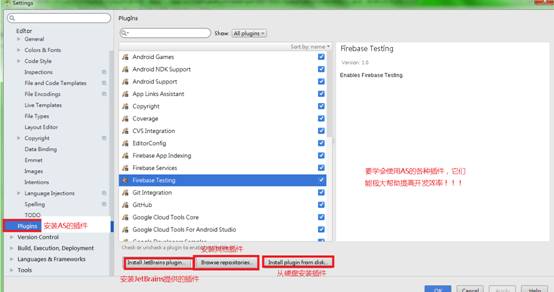 Settings
Editor
General
Colors & Fonts
Code Style
Inspections
File and Code Templates
File Encodings
Live Templates
File Types
Layout Editor
Copyright
Data Binding
Emmet
Images
Intentions
Language Injections
Spelling
TODO
Plugins 安装AS的插件
Version Control
Build, Execution, Deployment
Languages & Frameworks
Tools
Plugins
Show: All plugins
Sort by: name
Android Games
Android NDK Support
Android Support
App Links Assistant
Copyright
Coverage
CVS Integration
EditorConfig
Firebase App Indexing
Firebase Services
Firebase Testing
Git Integration
GitHub
Google Cloud Tools Core
Google Cloud Tools For Android Studio
Check or uncheck a plugin to
安装其他插件
Install JetBrains plugin...
Browse repositories...
Install plugin from disk...
安装JetBrains提供的插件
从硬盘安装插件
Firebase Testing
Version: 1.0
Enables Firebase Testing
要学会使用AS的各种插件，它们
能极大帮助提高开发效率！！！
OK
Cancel
Apply
Help